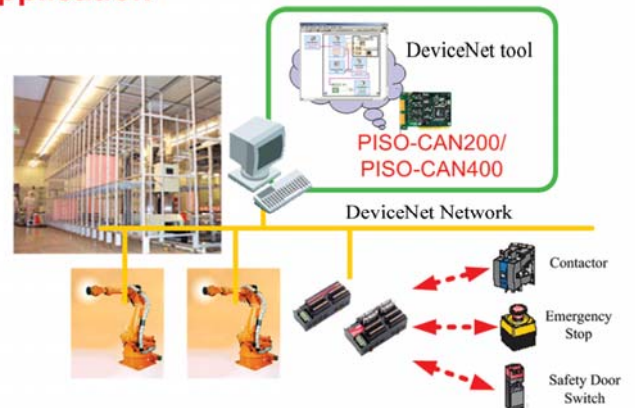 DeviceNet tool
PISO-CAN200/
PISO-CAN400
DeviceNet Network
Contactor
Emergency
Stop
Safety Door
Switch